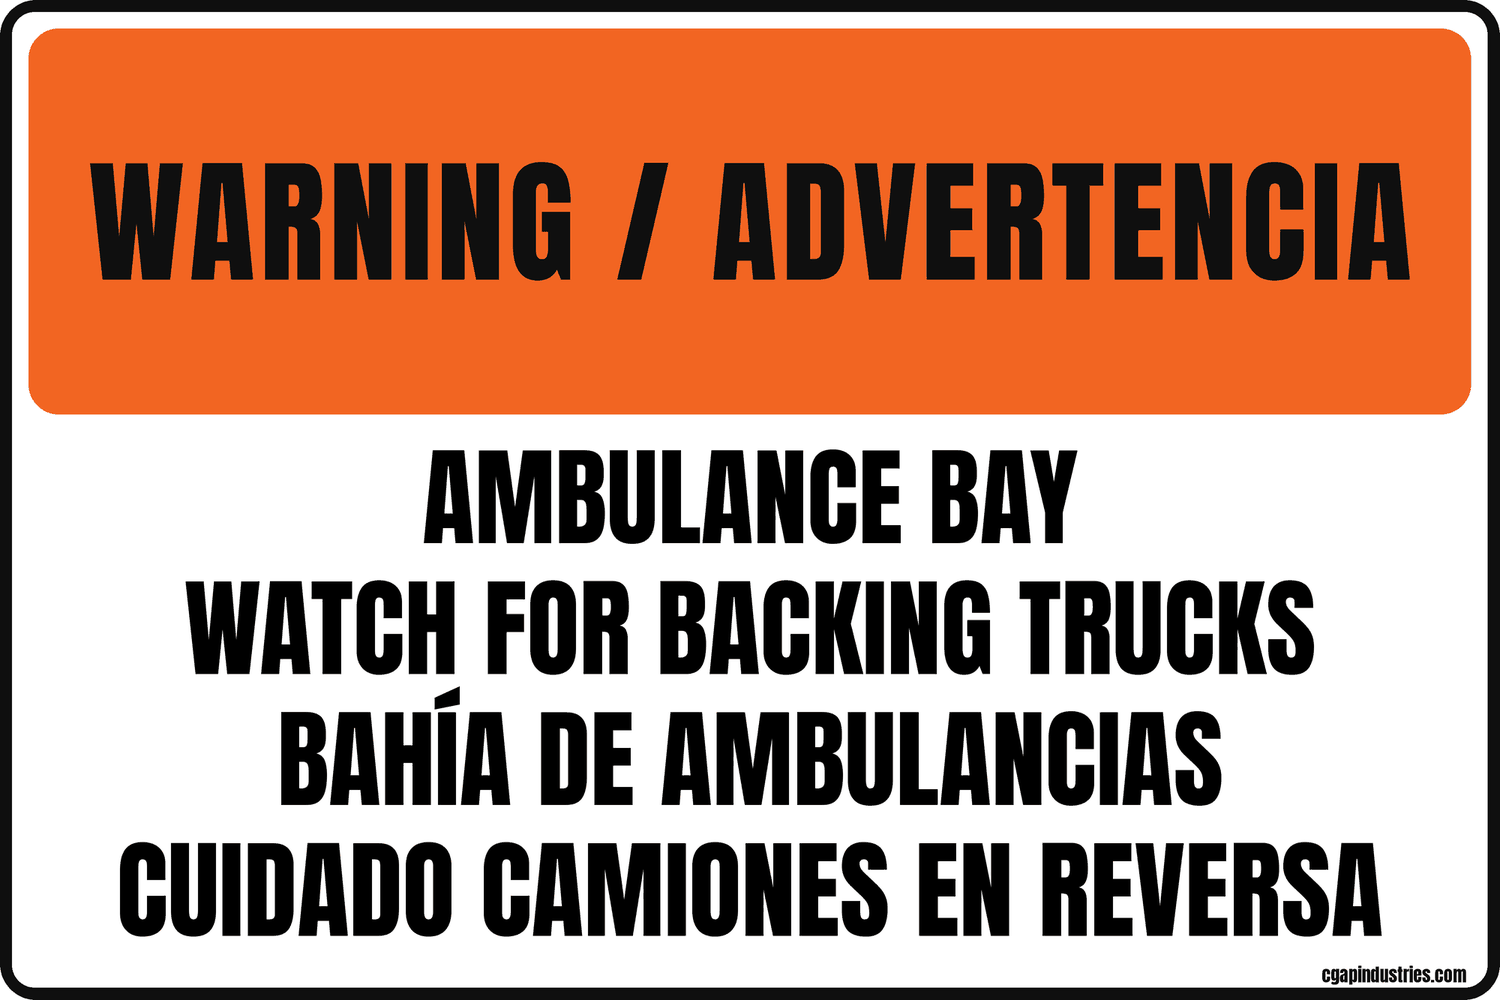 WARNING / ADVERTENCIA
AMBULANCE BAY
WATCH FOR BACKING TRUCKS
BAHÍA DE AMBULANCIAS
CUIDADO CAMIONES EN REVERSA
cgapindustries.com